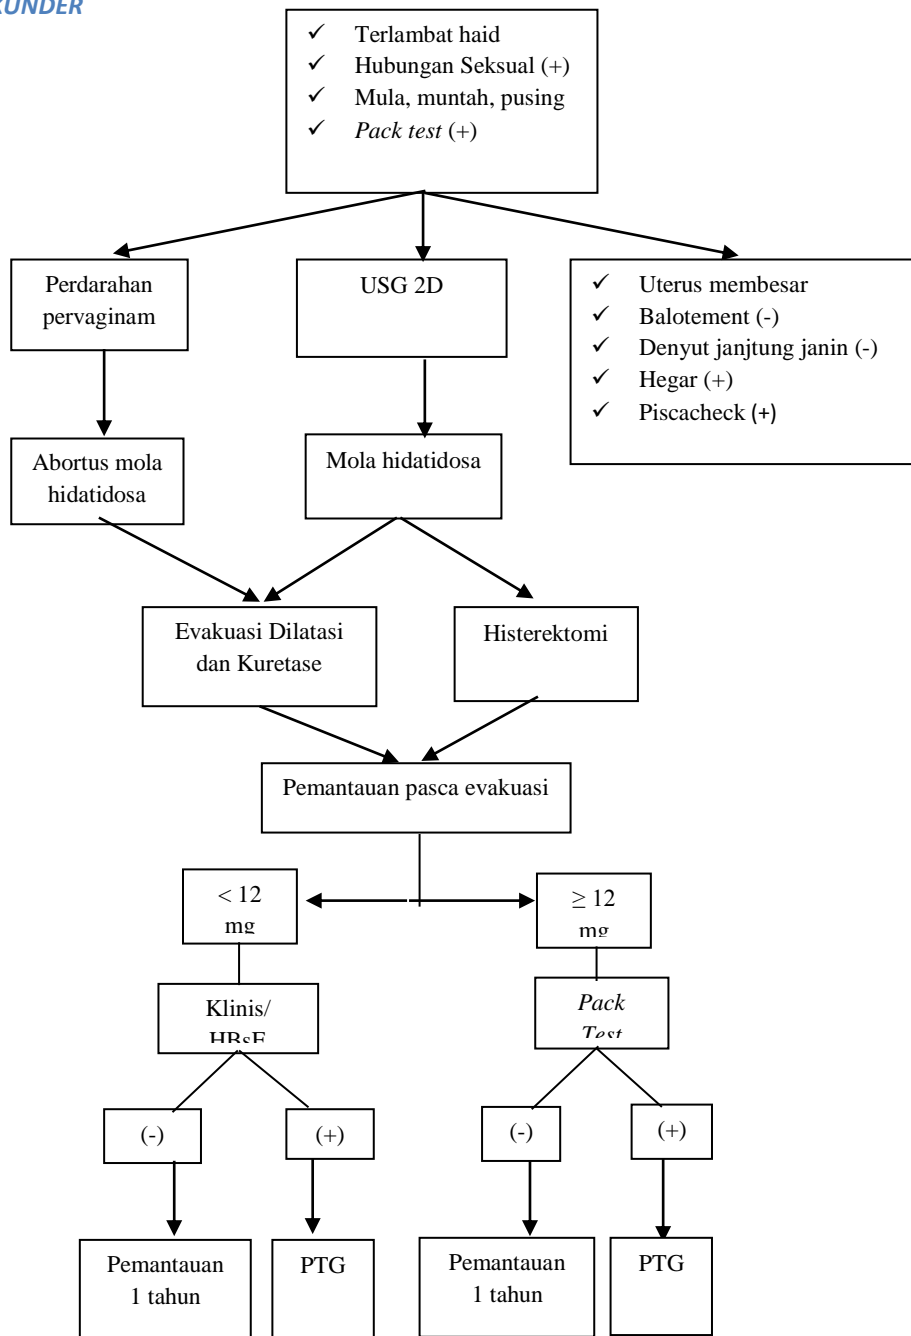 KUNDER
✓ Terlambat haid
✓ Hubungan Seksual (+)
✓ Mula, muntah, pusing
✓ Pack test (+)
Perdarahan
pervaginam
USG 2D
✓ Uterus membesar
✓ Balotement (-)
✓ Denyut janjtung janin (-)
✓ Hegar (+)
✓ Piscacheck (+)
Abortus mola
hidatidosa
Mola hidatidosa
Evakuasi Dilatasi
dan Kuretase
Histerektomi
Pemantauan pasca evakuasi
< 12
mg
≥ 12
mg
Klinis/
HBsE
Pack
Test
(-)
(+)
(-)
(+)
Pemantauan
1 tahun
PTG
Pemantauan
1 tahun
PTG